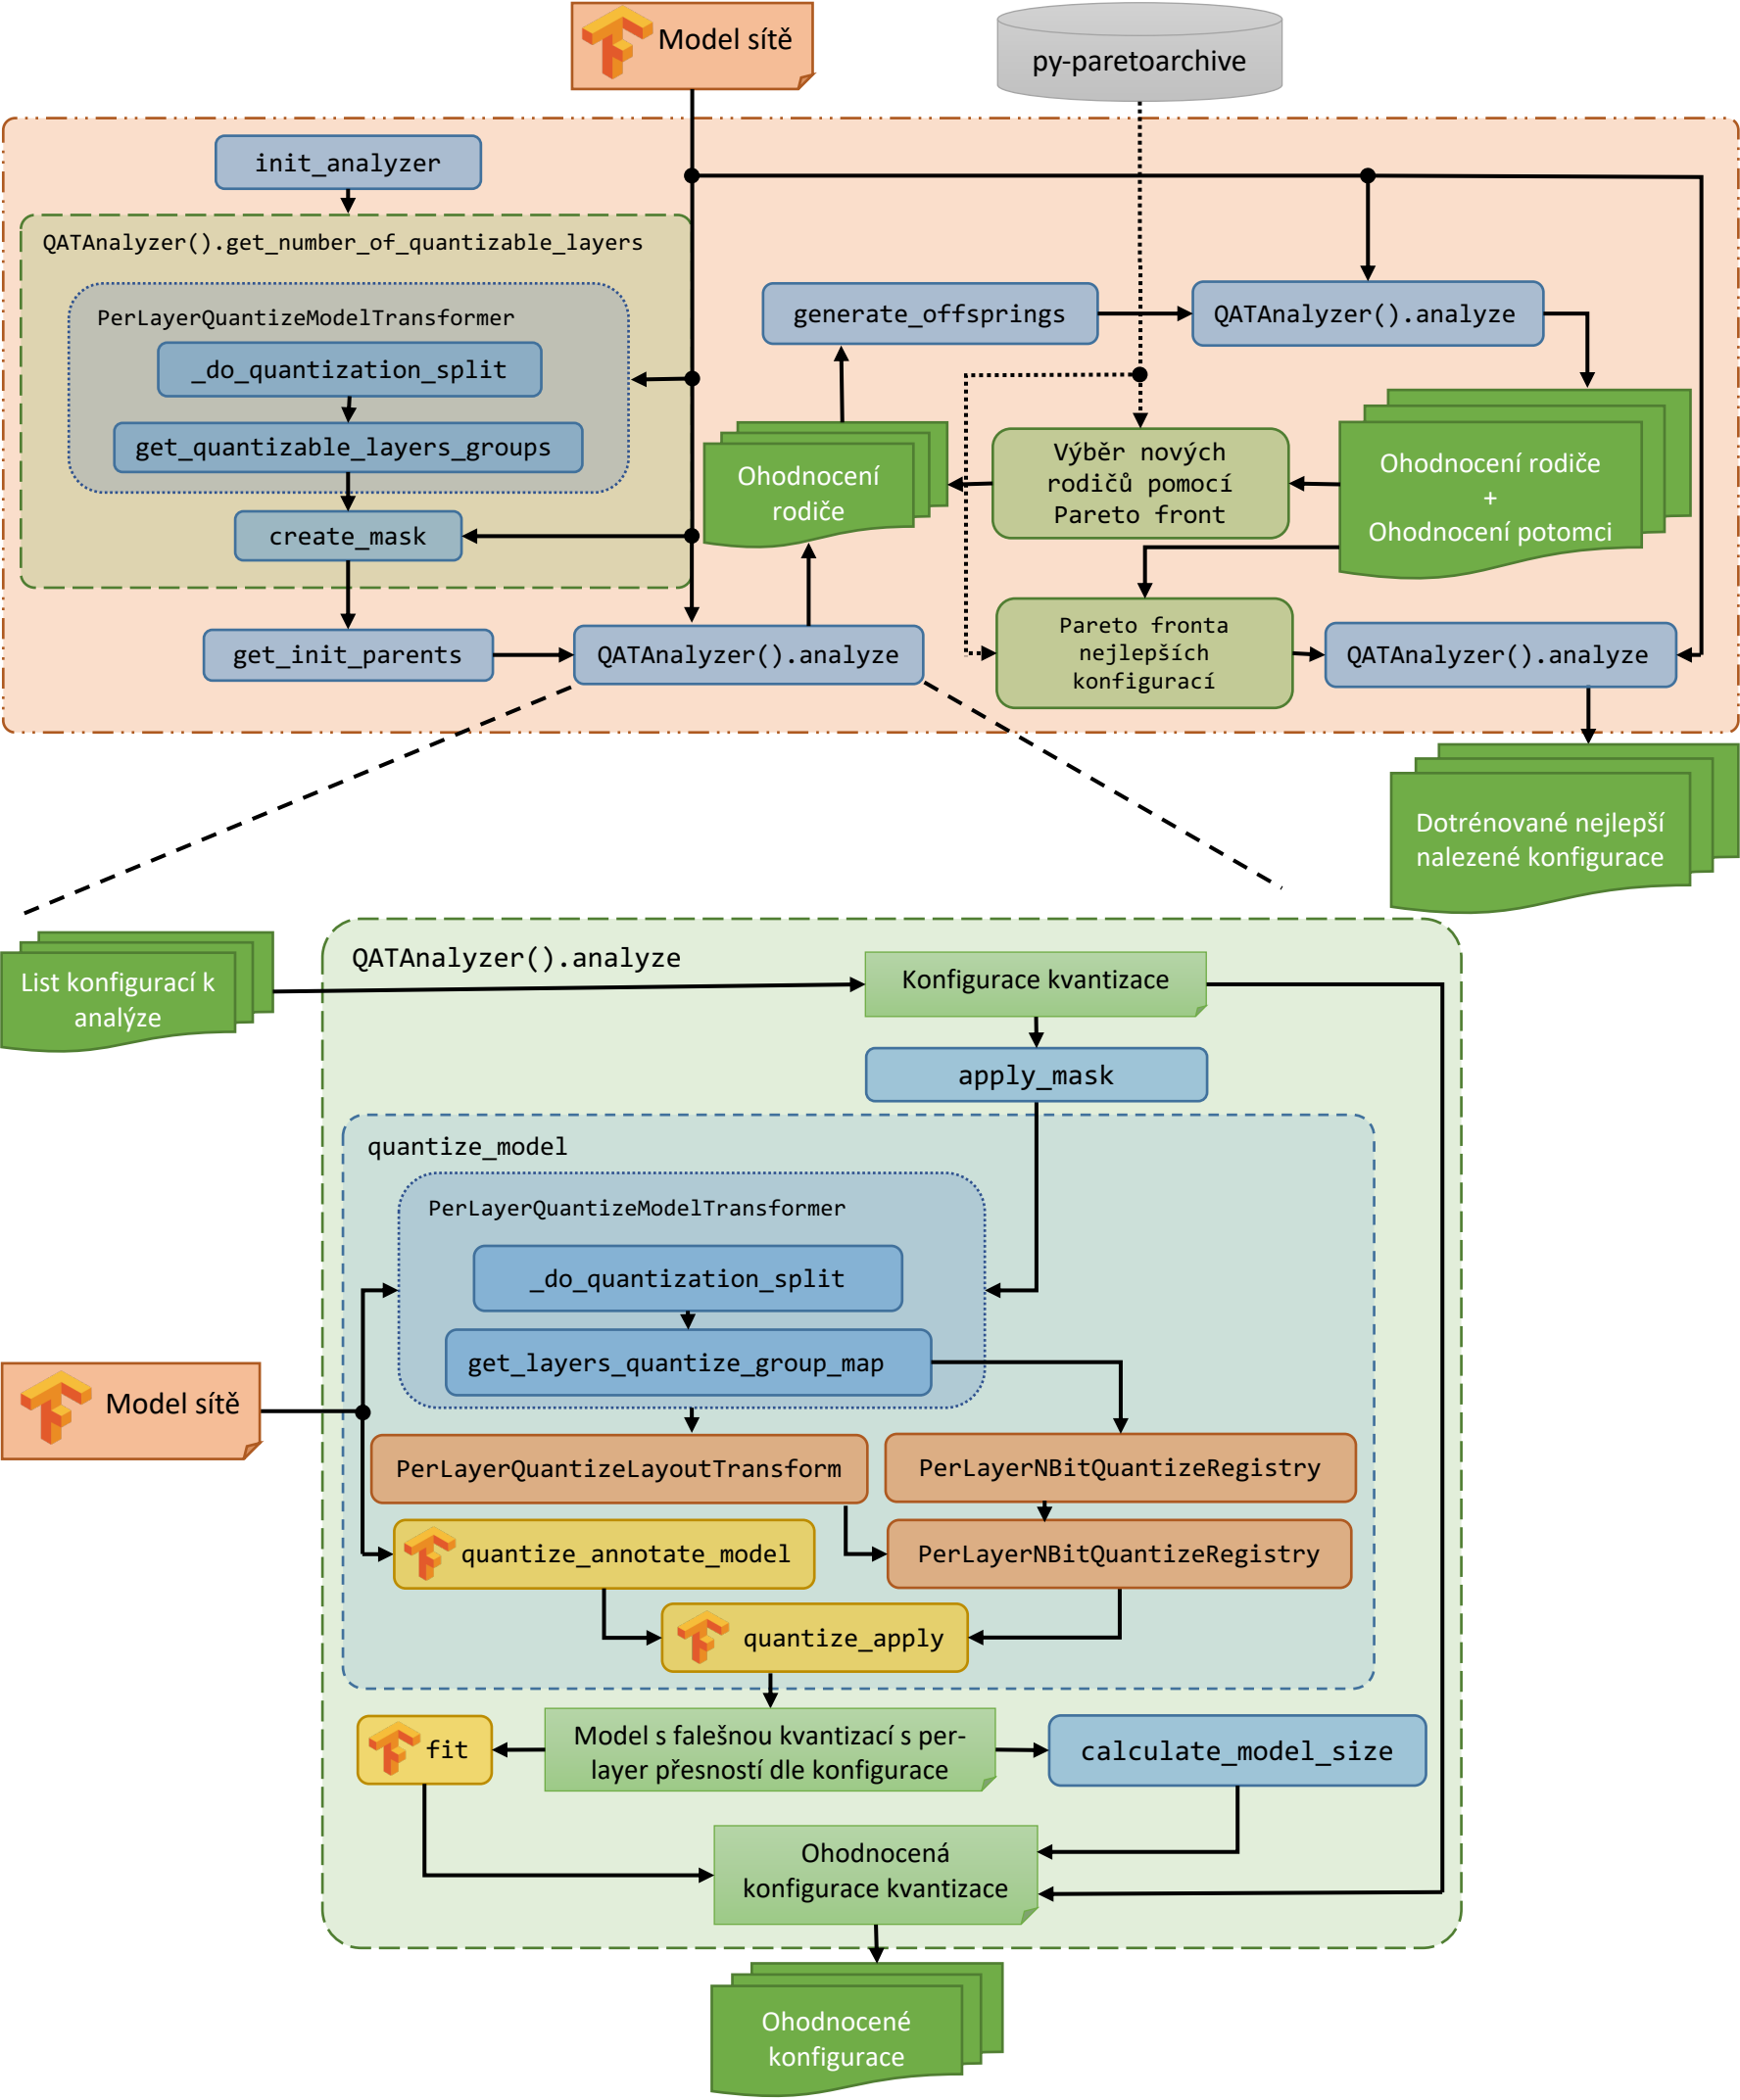 Model sítě
py-paretoarchive
init_analyzer
QATAnalyzer().get_number_of_quantizable_layers
PerLayerQuantizeModelTransformer
_do_quantization_split
get_quantizable_layers_groups
create_mask
get_init_parents
QATAnalyzer().analyze
generate_offsprings
QATAnalyzer().analyze
Ohodnocení
rodiče
Výběr nových
rodičů pomocí
Pareto front
Ohodnocení rodiče
+
Ohodnocení potomci
Pareto fronta
nejlepších
konfigurací
QATAnalyzer().analyze
Dotrénované nejlepší
nalezené konfigurace
List konfigurací k
analýze
QATAnalyzer().analyze
Konfigurace kvantizace
apply_mask
quantize_model
PerLayerQuantizeModelTransformer
_do_quantization_split
get_layers_quantize_group_map
Model sítě
PerLayerQuantizeLayoutTransform
PerLayerNBitQuantizeRegistry
quantize_annotate_model
PerLayerNBitQuantizeRegistry
quantize_apply
fit
Model s falešnou kvantizací s per-
layer přesností dle konfigurace
calculate_model_size
Ohodnocená
konfigurace kvantizace
Ohodnocené
konfigurace